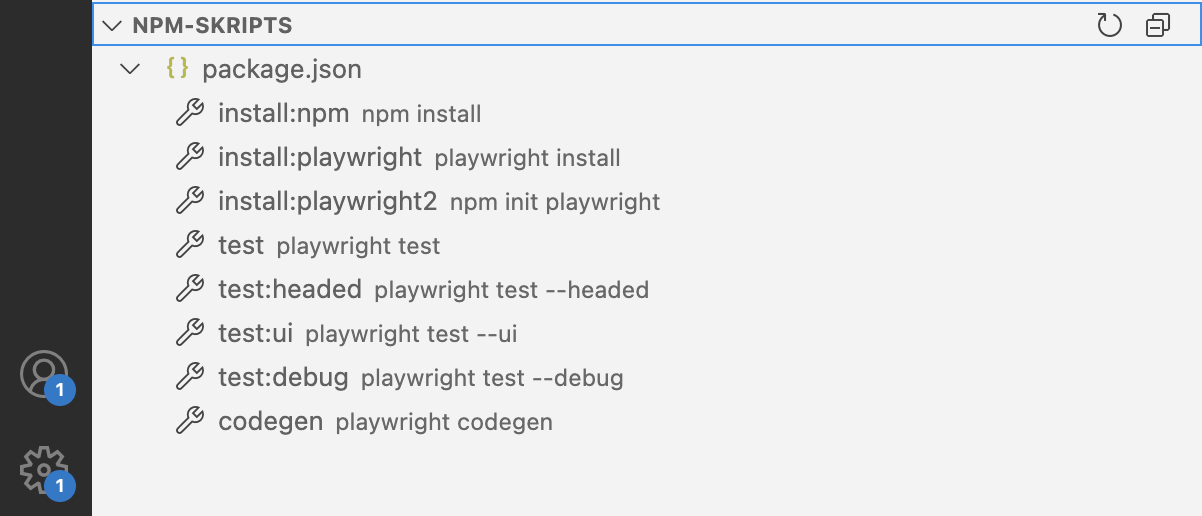 NPM-SKRIPTS
{} package.json
install:npm npm install
install:playwright playwright install
install:playwright2 npm init playwright
test playwright test
test:headed playwright test --headed
test:ui playwright test --ui
test:debug playwright test --debug
codegen playwright codegen
1
1